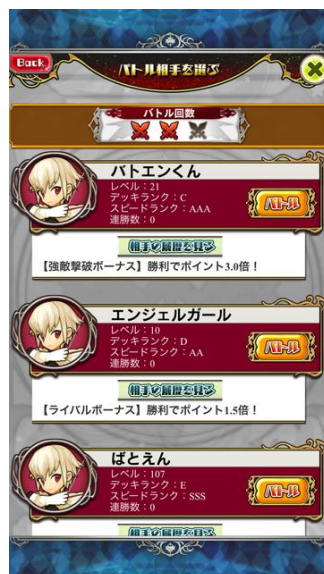 Back
バトル相手を選ぶ
バトル回数
バトエンくん
レベル：21
デッキランク：C
スピードランク：AAA
連勝数：0
バトル
相手の履歴を見る
【強敵撃破ボーナス】勝利でポイント3.0倍！
エンジェルガール
レベル：10
デッキランク：D
スピードランク：AA
連勝数：0
バトル
相手の履歴を見る
【ライバルボーナス】勝利でポイント1.5倍！
ばとえん
レベル：107
デッキランク：E
スピードランク：SSS
連勝数：0
バトル
相手の履歴を見る